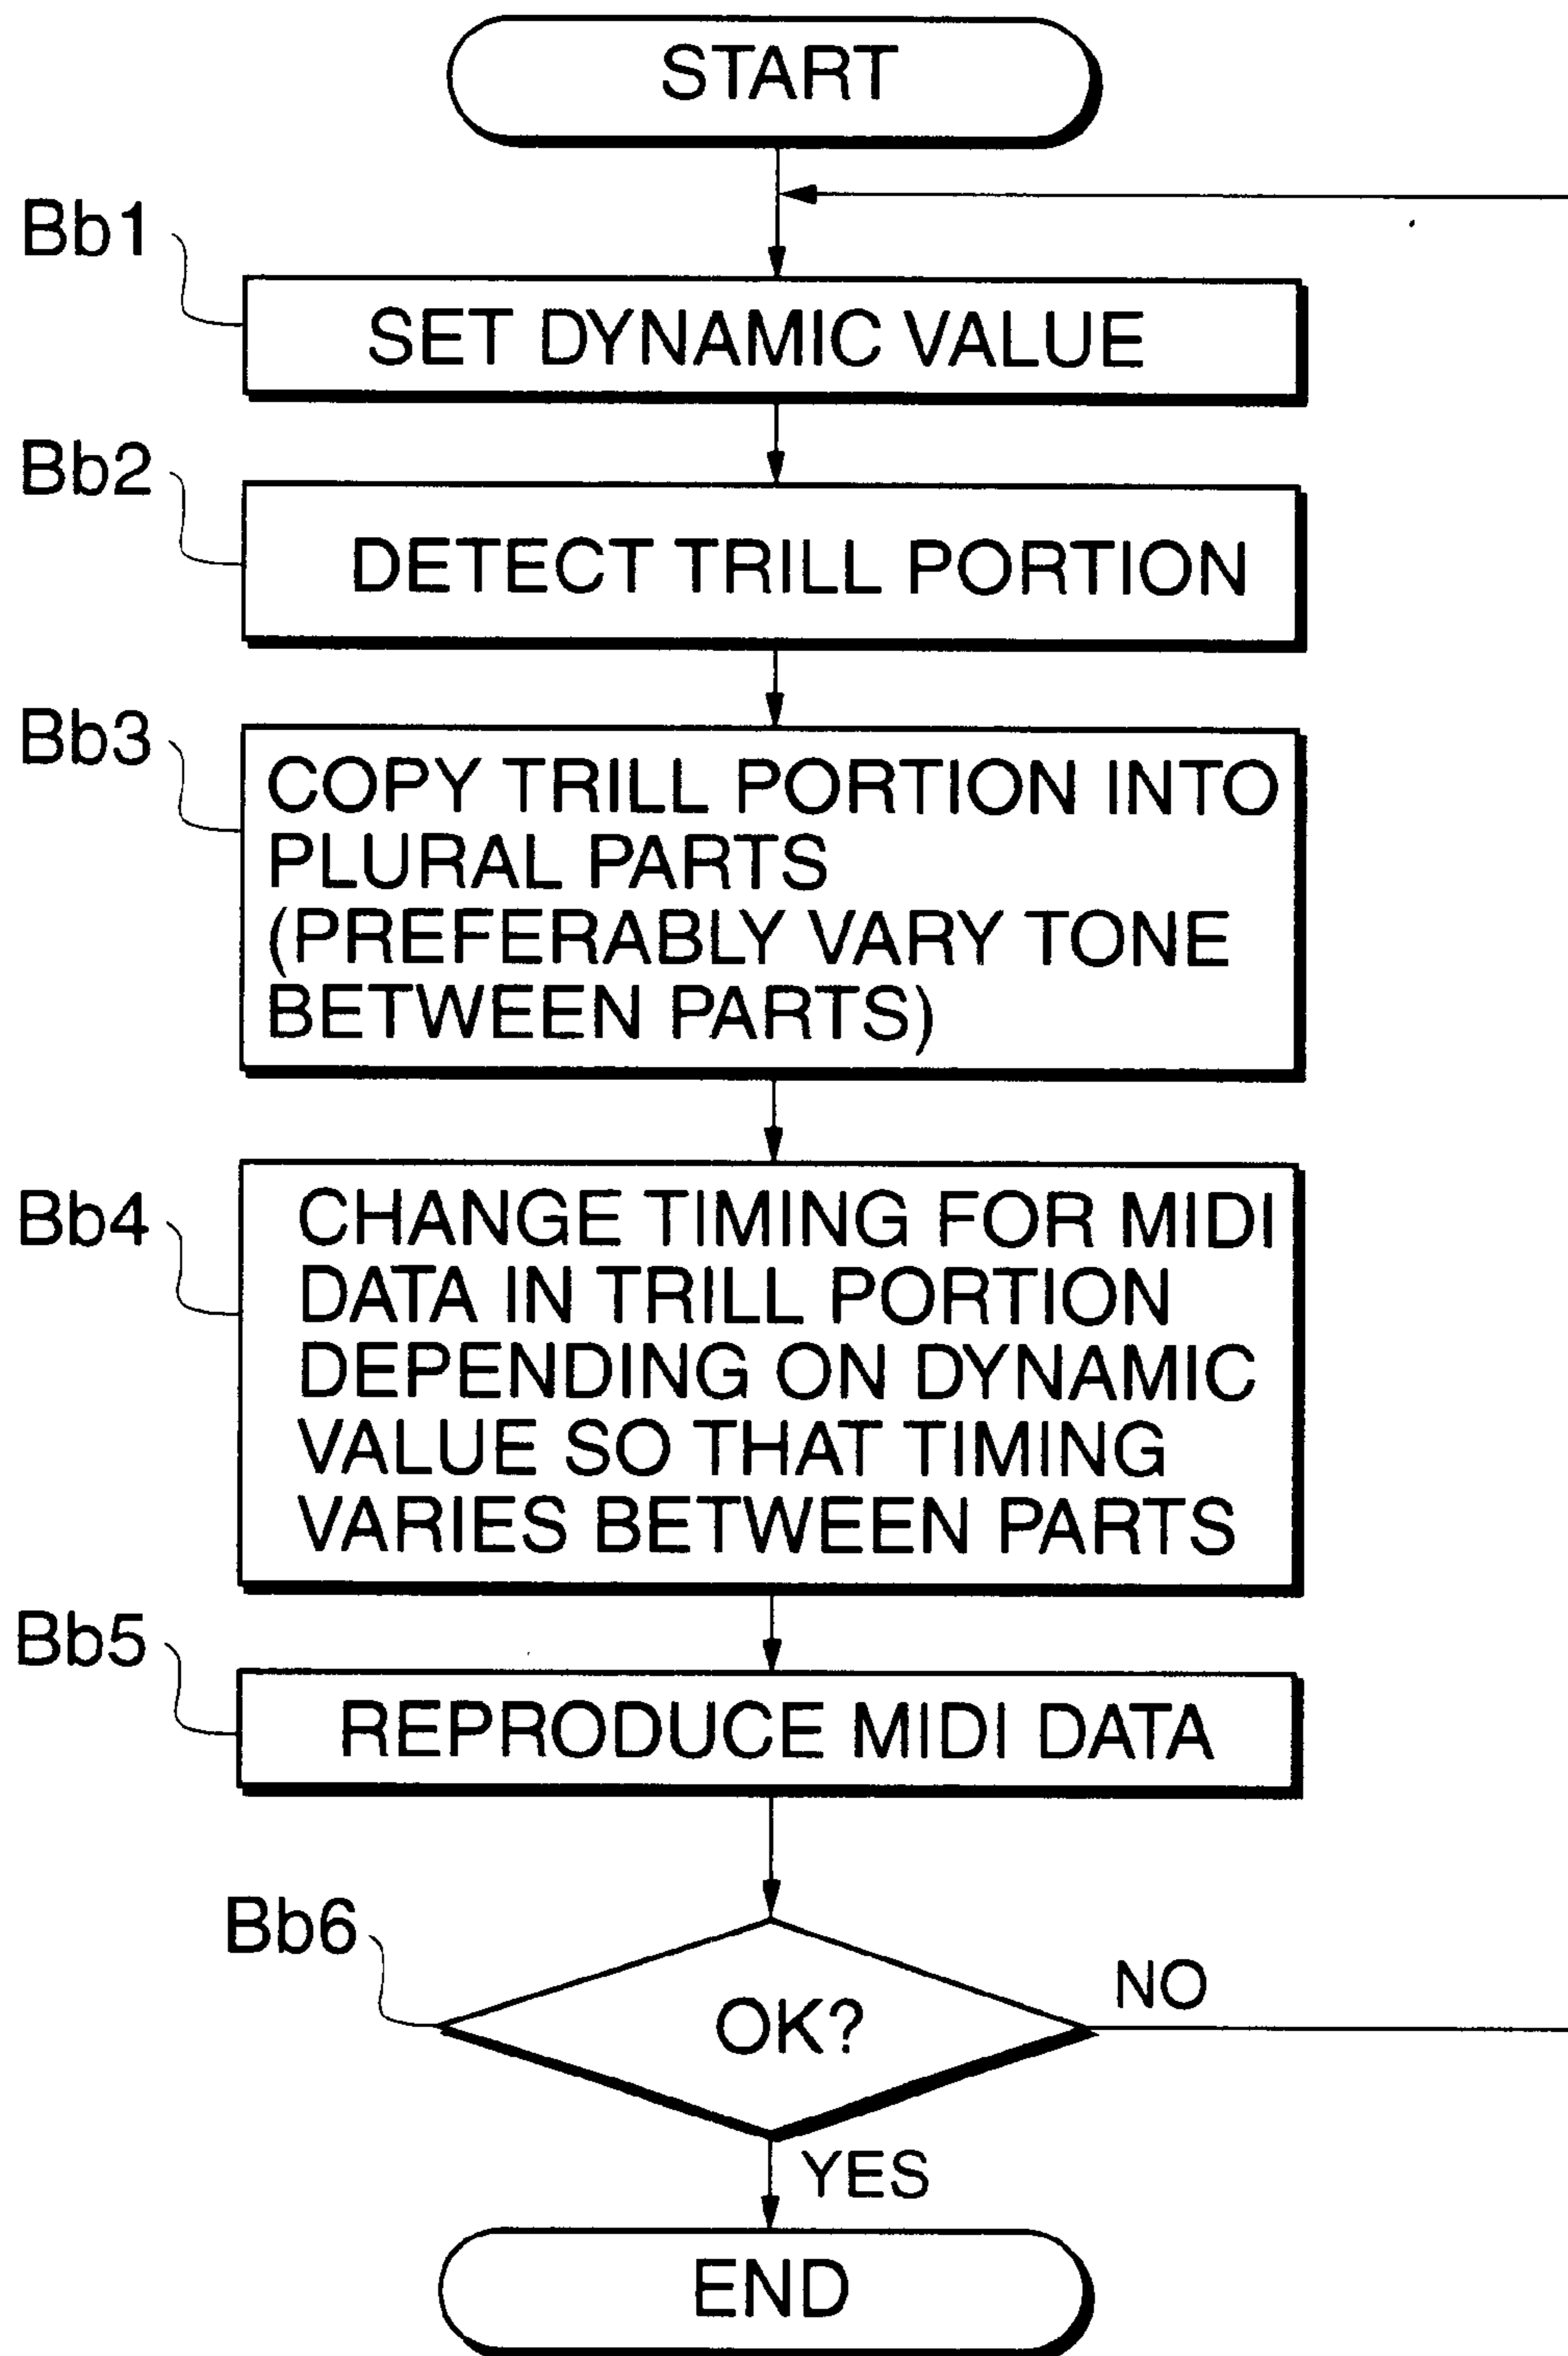 START
Bb1
SET DYNAMIC VALUE
Bb2
DETECT TRILL PORTION
Bb3
COPY TRILL PORTION INTO
PLURAL PARTS
(PREFERABLY VARY TONE
BETWEEN PARTS)
Bb4
CHANGE TIMING FOR MIDI
DATA IN TRILL PORTION
DEPENDING ON DYNAMIC
VALUE SO THAT TIMING
VARIES BETWEEN PARTS
Bb5
REPRODUCE MIDI DATA
Bb6
OK?
NO
YES
END